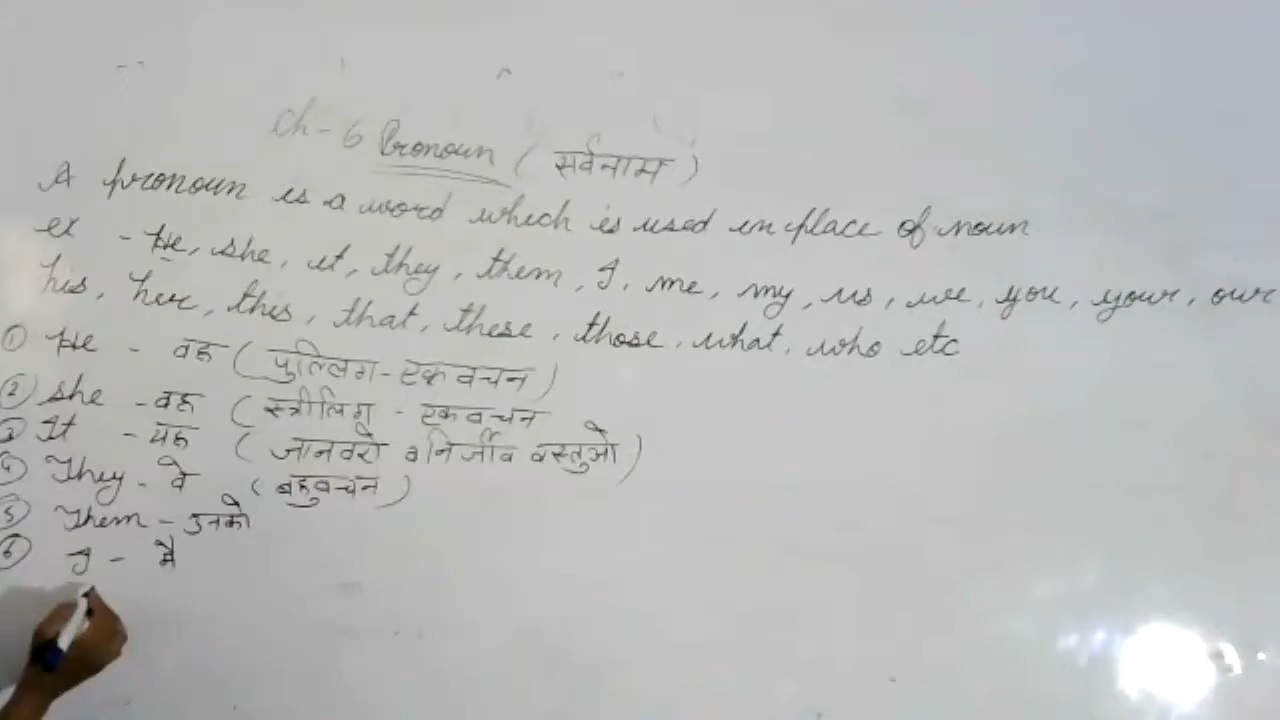 Ch- 6 Pronoun ( सर्वनाम )
A pronoun is a word which is used in place of noun
ex - He, she, it, they, them, I, me, my, us, we, you, your, our
his, her, this, that, these, those, what, who etc
① He - वह ( पुल्लिग - एकवचन )
② She - वह ( स्त्रीलिंग - एकवचन
③ It - यह ( जानवरो व निर्जीव वस्तुओ )
④ They - वे ( बहुवचन )
⑤ Them - उनको
⑥ I - मै